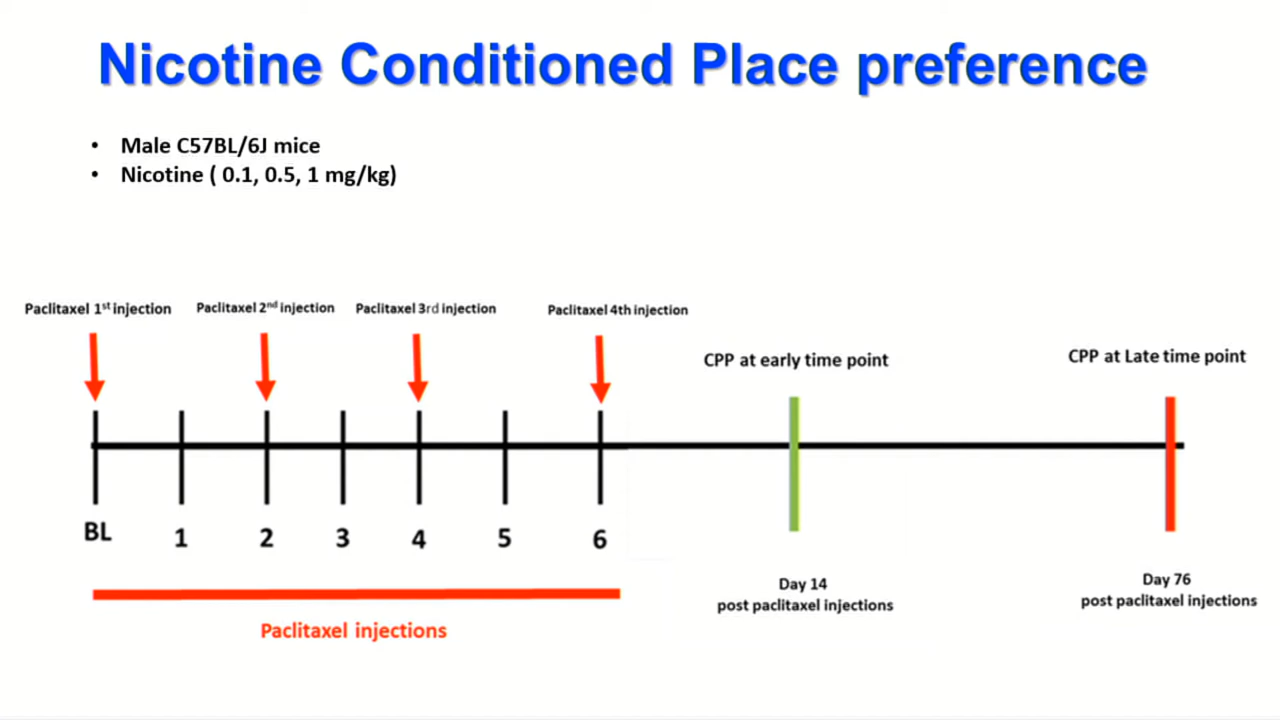 Nicotine Conditioned Place preference
• Male C57BL/6J mice
• Nicotine ( 0.1, 0.5, 1 mg/kg)
Paclitaxel 1st injection
Paclitaxel 2nd injection
Paclitaxel 3rd injection
Paclitaxel 4th injection
CPP at early time point
CPP at Late time point
BL
1
2
3
4
5
6
Day 14
post paclitaxel injections
Day 76
post paclitaxel injections
Paclitaxel injections